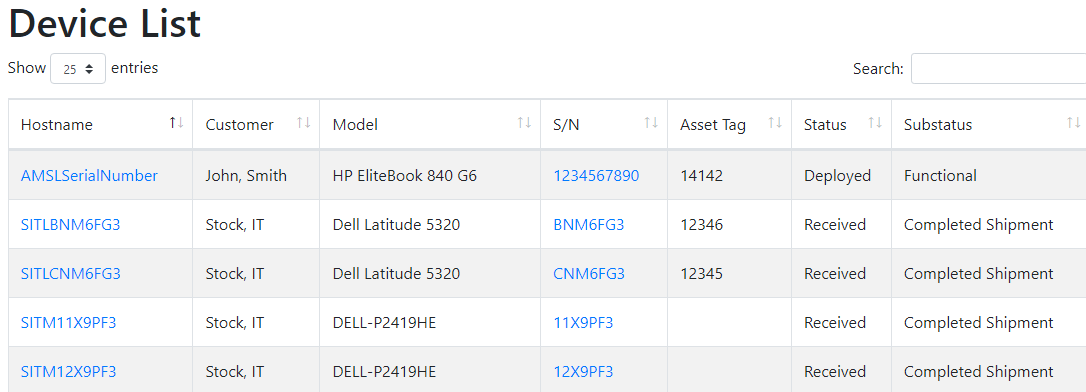 Device List
Show 25 entries Search:
Hostname Customer Model S/N Asset Tag Status Substatus
AMSLSerialNumber John, Smith HP EliteBook 840 G6 1234567890 14142 Deployed Functional
SITLBNM6FG3 Stock, IT Dell Latitude 5320 BNM6FG3 12346 Received Completed Shipment
SITLCNM6FG3 Stock, IT Dell Latitude 5320 CNM6FG3 12345 Received Completed Shipment
SITM11X9PF3 Stock, IT DELL-P2419HE 11X9PF3 Received Completed Shipment
SITM12X9PF3 Stock, IT DELL-P2419HE 12X9PF3 Received Completed Shipment